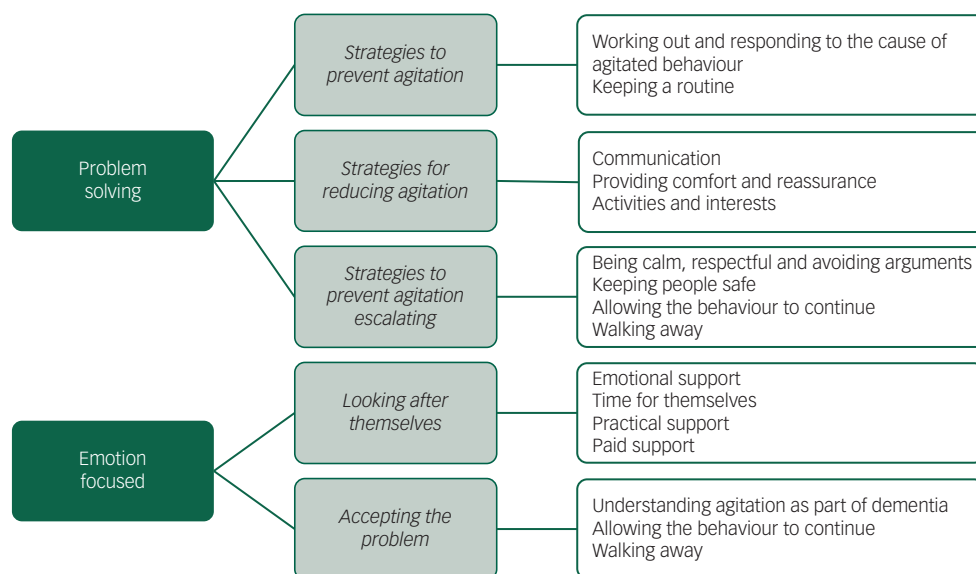 Problem
solving
Strategies to
prevent agitation
Working out and responding to the cause of
agitated behaviour
Keeping a routine
Strategies for
reducing agitation
Communication
Providing comfort and reassurance
Activities and interests
Strategies to
prevent agitation
escalating
Being calm, respectful and avoiding arguments
Keeping people safe
Allowing the behaviour to continue
Walking away
Emotion
focused
Looking after
themselves
Emotional support
Time for themselves
Practical support
Paid support
Accepting the
problem
Understanding agitation as part of dementia
Allowing the behaviour to continue
Walking away